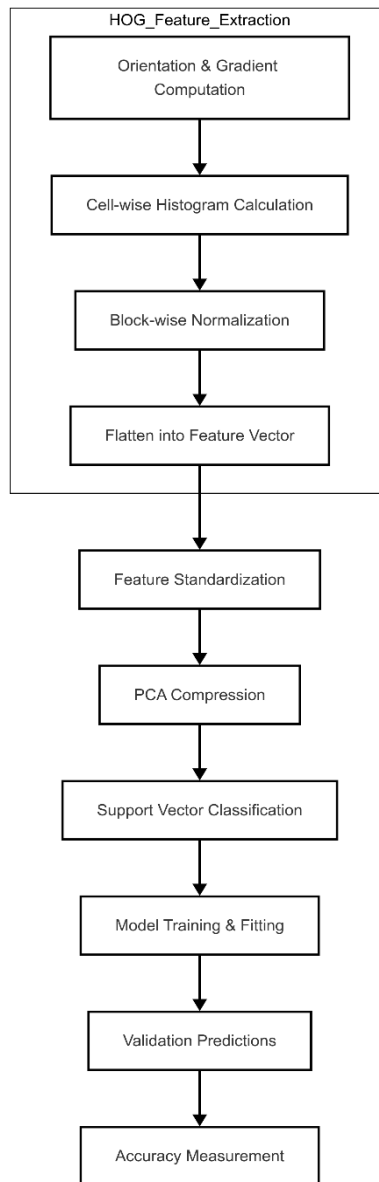 HOG_Feature_Extraction
Orientation & Gradient
Computation
Cell-wise Histogram Calculation
Block-wise Normalization
Flatten into Feature Vector
Feature Standardization
PCA Compression
Support Vector Classification
Model Training & Fitting
Validation Predictions
Accuracy Measurement